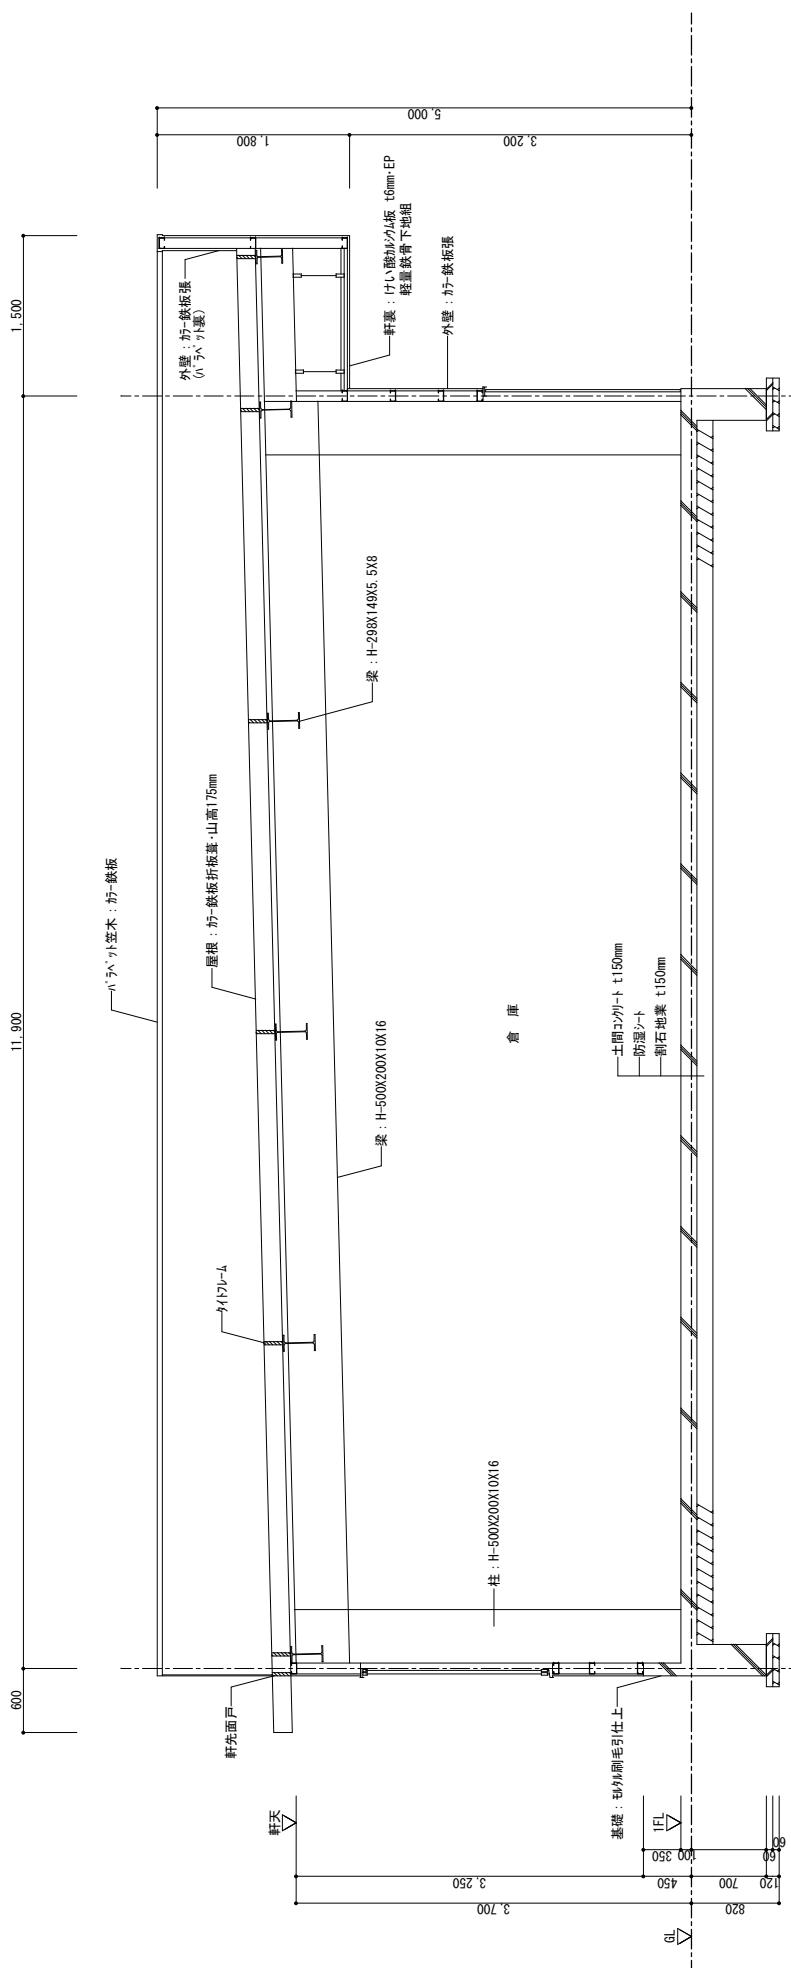 600
11,900
1,500
パラペット笠木：カラー鉄板
外壁：カラー鉄板張
(パラペット裏)
1,800
5,000
3,200
軒裏：けい酸カルシウム板 t6mm・EP
軽量鉄骨下地組
外壁：カラー鉄板張
屋根：カラー鉄板折板葺・山高175mm
梁：H-298X149X5.5X8
タイトフレーム
梁：H-500X200X10X16
軒先面戸
倉 庫
柱：H-500X200X10X16
土間コンクリート t150mm
防湿シート
割石地業 t150mm
基礎：モルタル刷毛引仕上
軒天
1FL
GL
3,250
3,700
350
100
450
700
820
60
120
60